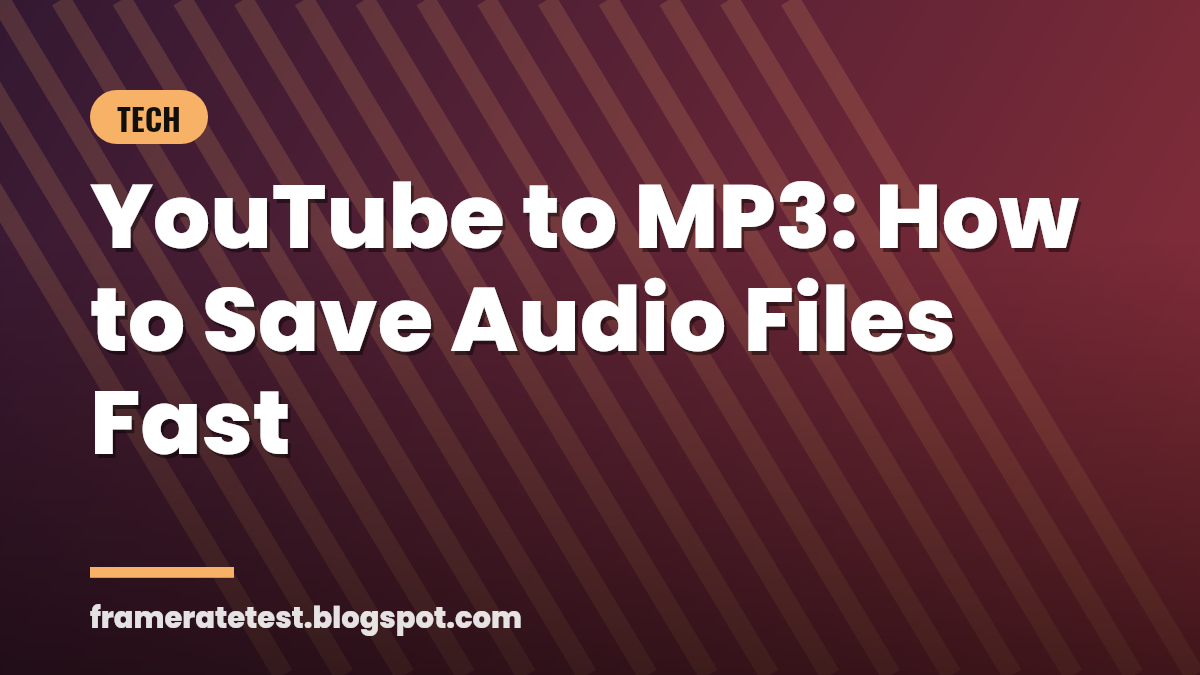 TECH
YouTube to MP3: How
to Save Audio Files
Fast
frameratetest.blogspot.com